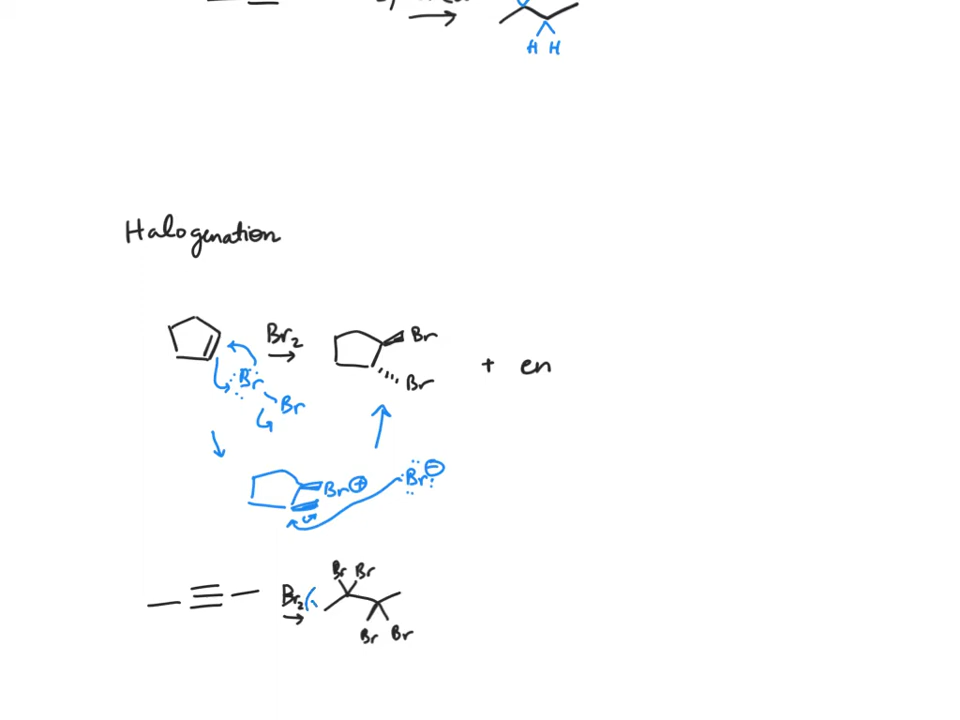 H H
Halogenation
Br₂
Br
Br
+ en
Br
Br
Br⊕
Br⊖
Br₂(
Br Br
Br Br